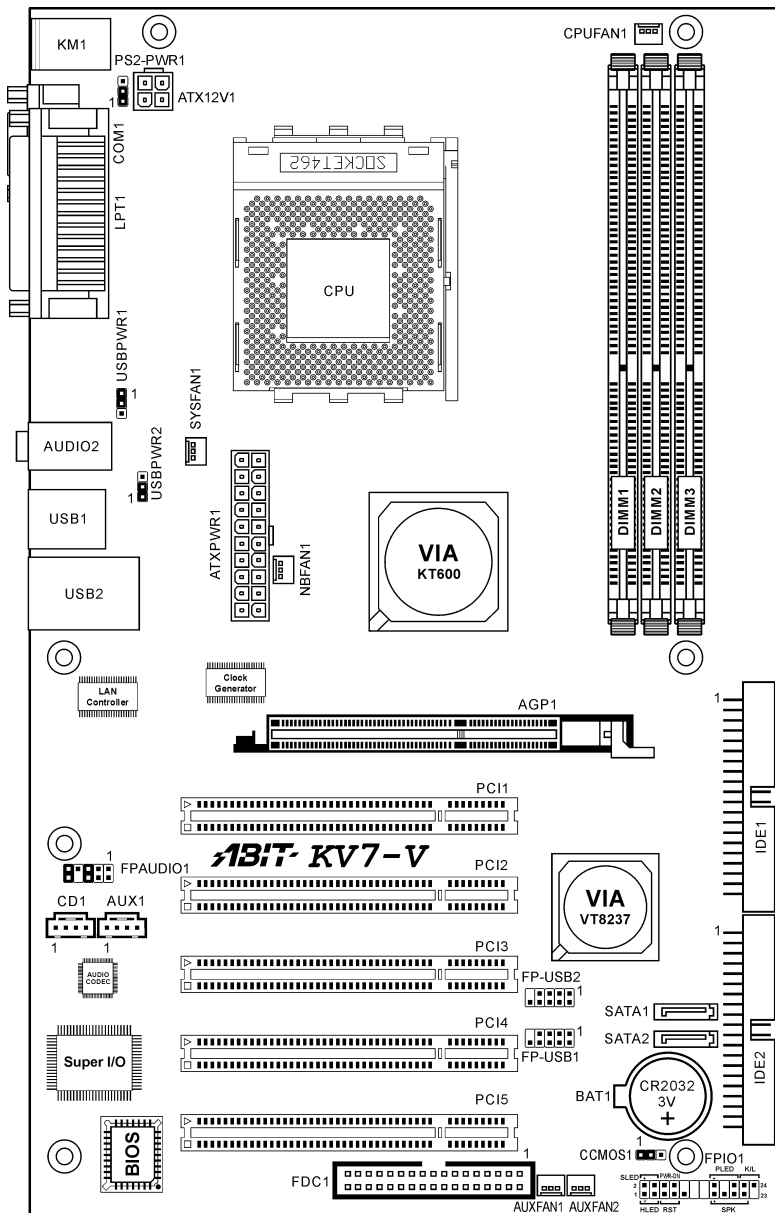 KM1
CPUFAN1
PS2-PWR1
1
ATX12V1
COM1
LPT1
SOCKET462
CPU
USBPWR1
1
SYSFAN1
AUDIO2
USBPWR2
1
USB1
ATXPWR1
NBFAN1
VIA
KT600
DIMM1
DIMM2
DIMM3
USB2
LAN
Controller
Clock
Generator
AGP1
1
IDE1
PCI1
ABIT KV7-V
FPAUDIO1
1
PCI2
VIA
VT8237
CD1
AUX1
1
1
1
PCI3
AUDIO
CODEC
FP-USB2
1
SATA1
PCI4
FP-USB1
1
SATA2
IDE2
Super I/O
BAT1
CR2032
3V
+
PCI5
BIOS
1
CCMOS1
1
FPIO1
FDC1
AUXFAN1
AUXFAN2
SLED
PWR-ON
PLED
K/L
2
24
1
23
HLED
RST
SPK